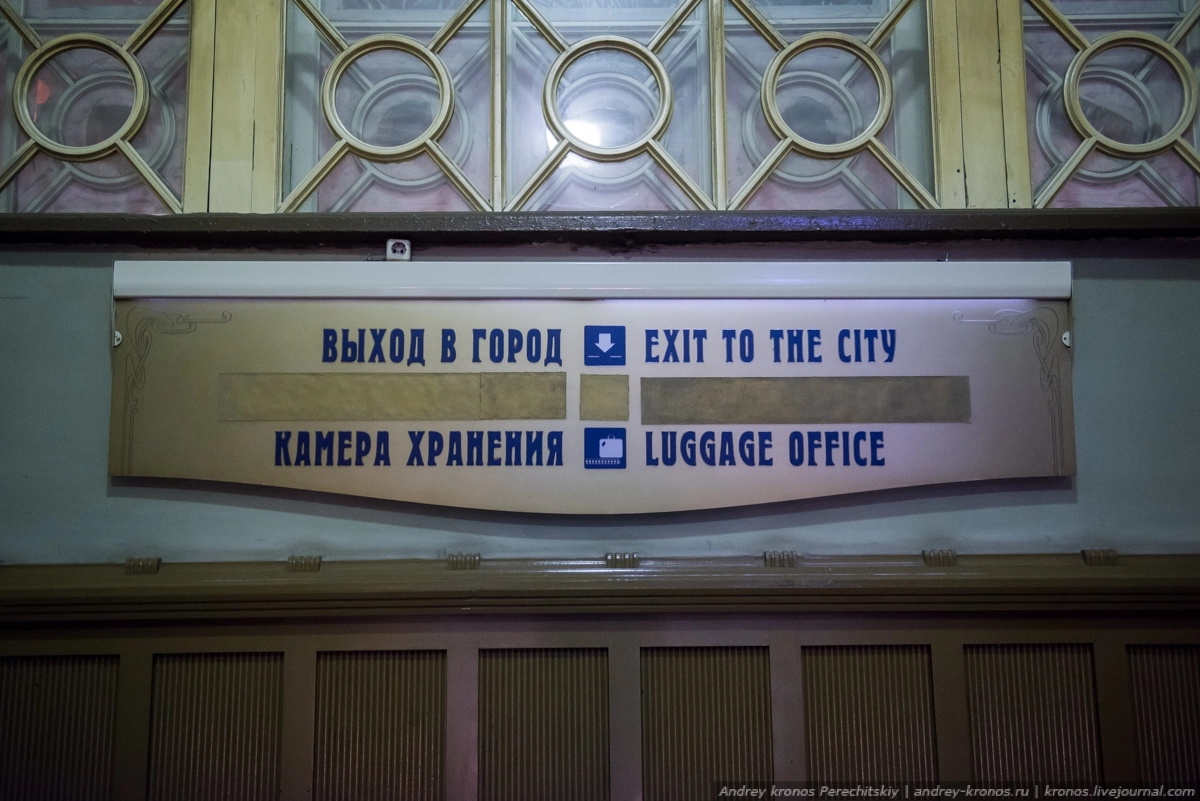 ВЫХОД В ГОРОД EXIT TO THE CITY
КАМЕРА ХРАНЕНИЯ LUGGAGE OFFICE
Andrey kronos Perechitskiy | andrey-kronos.ru | kronos.livejournal.com